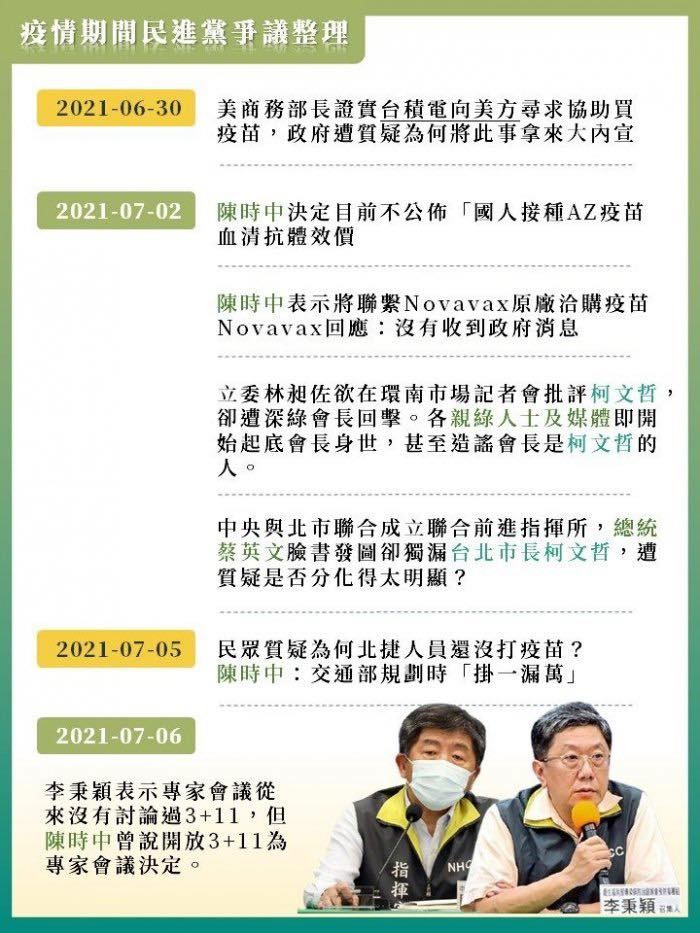 疫情期間民進黨爭議整理
2021-06-30
美商務部長證實台積電向美方尋求協助買
疫苗，政府遭質疑為何將此事拿來大內宣
2021-07-02
陳時中決定目前不公佈「國人接種AZ疫苗
血清抗體效價
陳時中表示將聯繫Novavax原廠洽購疫苗
Novavax回應：沒有收到政府消息
立委林昶佐欲在環南市場記者會批評柯文哲，
卻遭深綠會長回擊。各親綠人士及媒體即開
始起底會長身世，甚至造謠會長是柯文哲的
人。
中央與北市聯合成立聯合前進指揮所，總統
蔡英文臉書發圖卻獨漏台北市長柯文哲，遭
質疑是否分化得太明顯？
2021-07-05
民眾質疑為何北捷人員還沒打疫苗？
陳時中：交通部規劃時「掛一漏萬」
2021-07-06
李秉穎表示專家會議從
來沒有討論過3+11，但
陳時中曾說開放3+11為
專家會議決定。
指揮官
NHC
CC
李秉穎 召集人